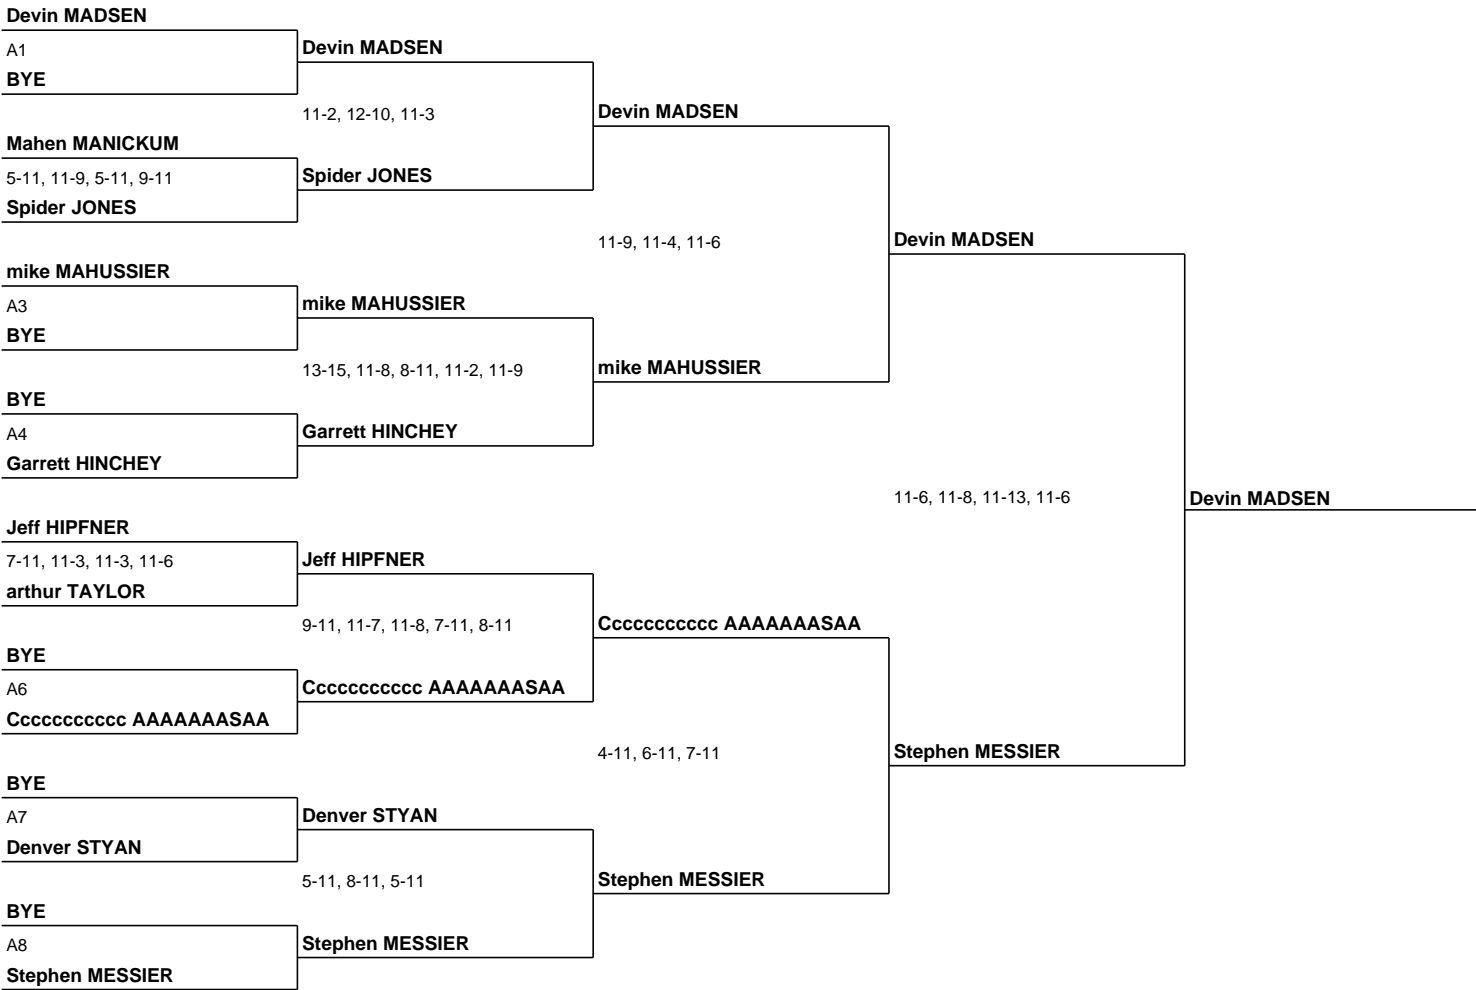 Devin MADSEN
A1
BYE
Mahen MANICKUM
5-11, 11-9, 5-11, 9-11
Spider JONES
mike MAHUSSIER
A3
BYE
BYE
A4
Garrett HINCHEY
Jeff HIPFNER
7-11, 11-3, 11-3, 11-6
arthur TAYLOR
BYE
A6
Ccccccccccc AAAAAAASAA
BYE
A7
Denver STYAN
BYE
A8
Stephen MESSIER
Devin MADSEN
11-2, 12-10, 11-3
Spider JONES
mike MAHUSSIER
13-15, 11-8, 8-11, 11-2, 11-9
Garrett HINCHEY
Jeff HIPFNER
9-11, 11-7, 11-8, 7-11, 8-11
Ccccccccccc AAAAAAASAA
Denver STYAN
5-11, 8-11, 5-11
Stephen MESSIER
Devin MADSEN
11-9, 11-4, 11-6
mike MAHUSSIER
Ccccccccccc AAAAAAASAA
4-11, 6-11, 7-11
Stephen MESSIER
Devin MADSEN
11-6, 11-8, 11-13, 11-6
Stephen MESSIER
Devin MADSEN